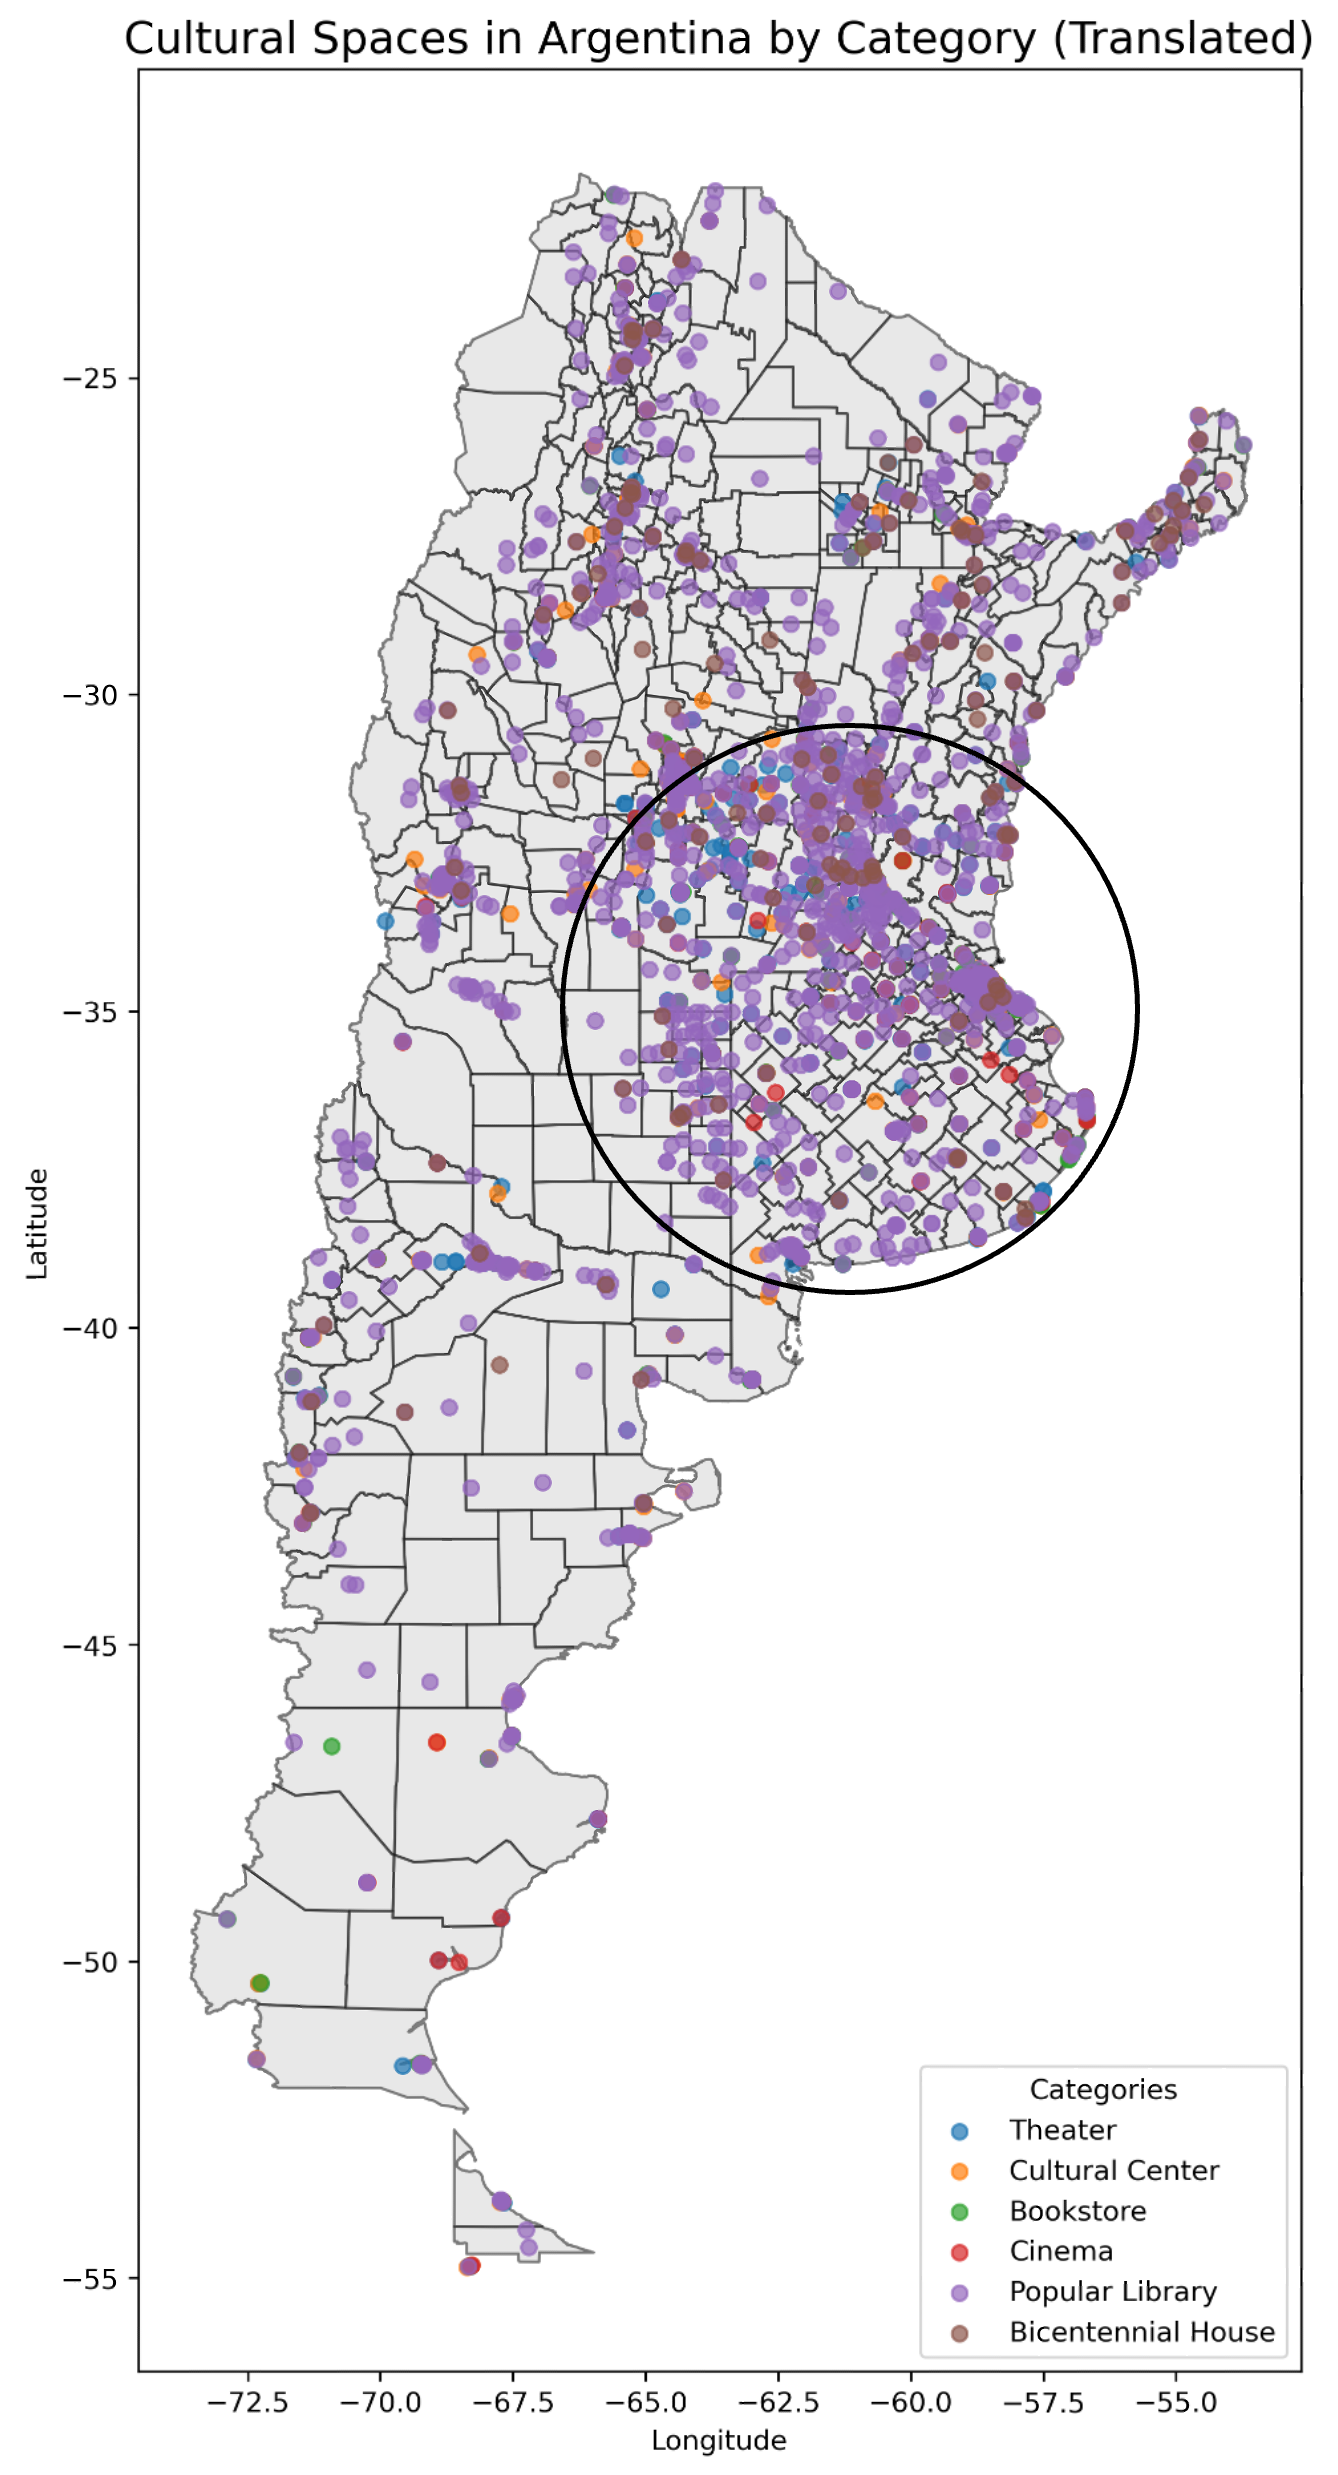 Cultural Spaces in Argentina by Category (Translated)
−25
−30
−35
−40
−45
−50
−55
Latitude
−72.5 −70.0 −67.5 −65.0 −62.5 −60.0 −57.5 −55.0
Longitude
Categories
Theater
Cultural Center
Bookstore
Cinema
Popular Library
Bicentennial House